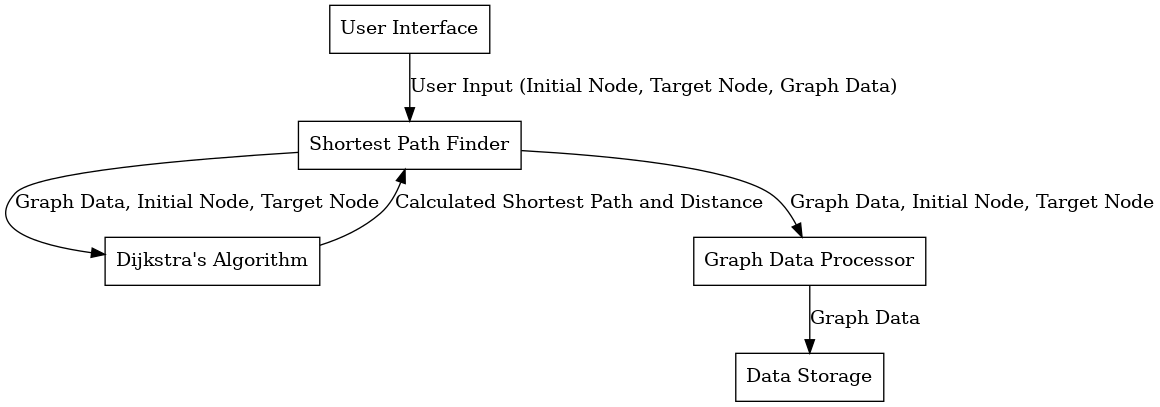 User Interface
User Input (Initial Node, Target Node, Graph Data)
Shortest Path Finder
Graph Data, Initial Node, Target Node
Calculated Shortest Path and Distance
Graph Data, Initial Node, Target Node
Dijkstra's Algorithm
Graph Data Processor
Graph Data
Data Storage